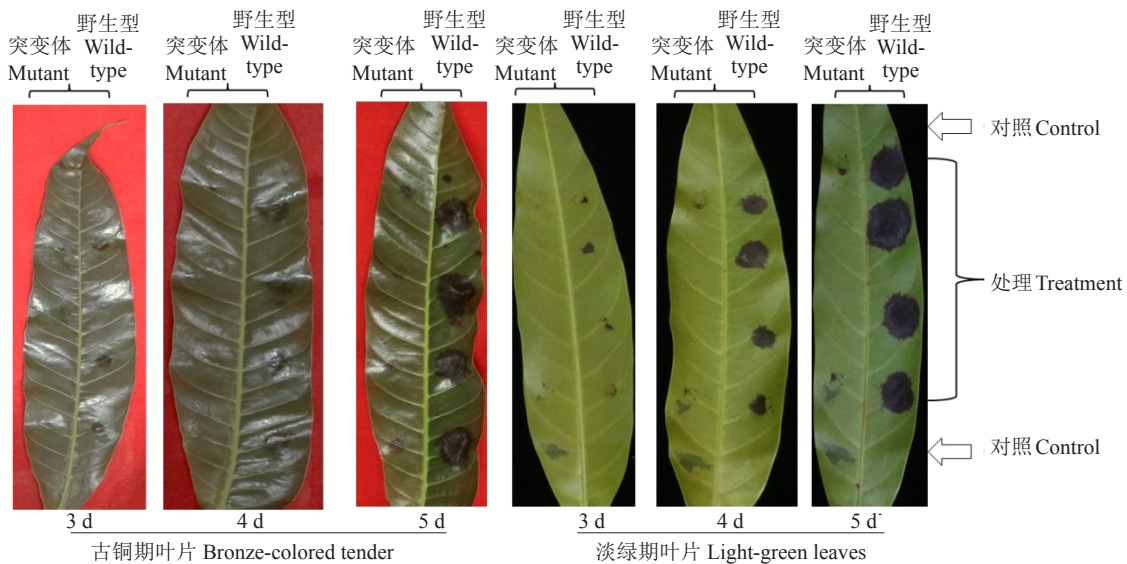 突变体 Mutant
野生型 Wild-type
突变体 Mutant
野生型 Wild-type
突变体 Mutant
野生型 Wild-type
突变体 Mutant
野生型 Wild-type
突变体 Mutant
野生型 Wild-type
突变体 Mutant
野生型 Wild-type
对照 Control
处理 Treatment
对照 Control
3 d
4 d
5 d
3 d
4 d
5 d
古铜期叶片 Bronze-colored tender
淡绿期叶片 Light-green leaves